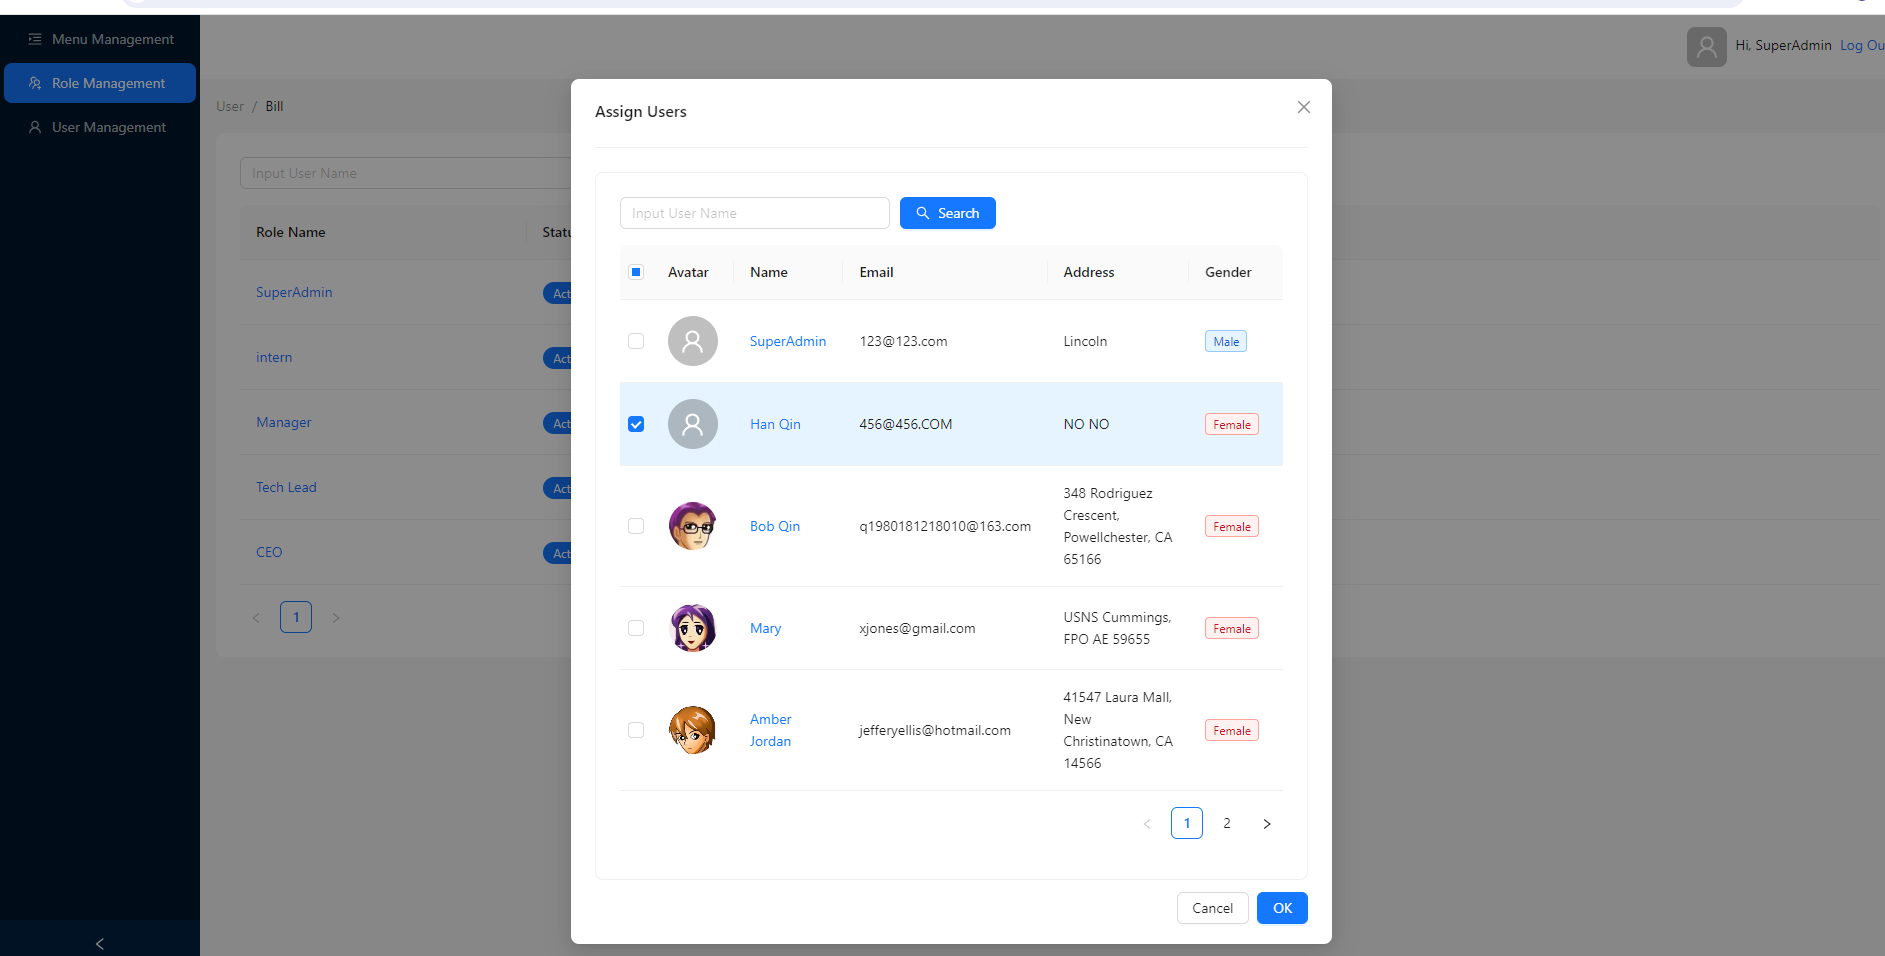 Menu Management
Role Management
User Management
Hi, SuperAdmin Log Ou
User / Bill
Input User Name
Role Name Statu
SuperAdmin Act
intern Act
Manager Act
Tech Lead Act
CEO Act
1
Assign Users
Input User Name
Search
Avatar Name Email Address Gender
SuperAdmin 123@123.com Lincoln Male
Han Qin 456@456.COM NO NO Female
Bob Qin q1980181218010@163.com 348 Rodriguez
Crescent,
Powellchester, CA
65166
Female
Mary xjones@gmail.com USNS Cummings,
FPO AE 59655
Female
Amber
Jordan
jefferyellis@hotmail.com
41547 Laura Mall,
New
Christinatown, CA
14566
Female
1 2
Cancel OK